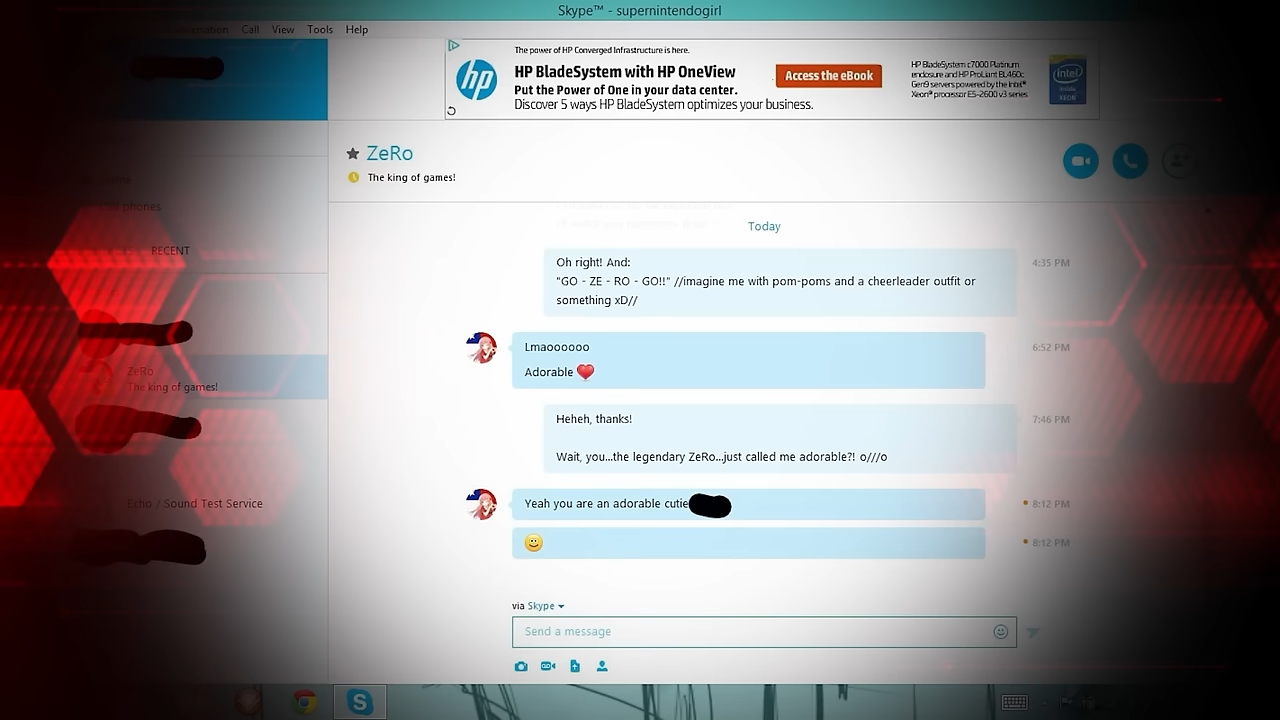 Skype™ - supernintendogirl
Call View Tools Help
The power of HP Converged Infrastructure is here.
hp
HP BladeSystem with HP OneView
Put the Power of One in your data center.
Discover 5 ways HP BladeSystem optimizes your business.
Access the eBook
HP BladeSystem c7000 Platinum
enclosure and HP ProLiant BL460c
Gen9 servers powered by the Intel®
Xeon® processor E5-2600 v3 series
intel
inside
XEON
ZeRo
The king of games!
phones
RECENT
ZeRo
The king of games!
Echo / Sound Test Service
Today
Oh right! And:
"GO - ZE - RO - GO!!" //imagine me with pom-poms and a cheerleader outfit or
something xD//
4:35 PM
Lmaoooooo
Adorable
6:52 PM
Heheh, thanks!
Wait, you...the legendary ZeRo...just called me adorable?! o///o
7:46 PM
Yeah you are an adorable cutie
8:12 PM
8:12 PM
via Skype
Send a message